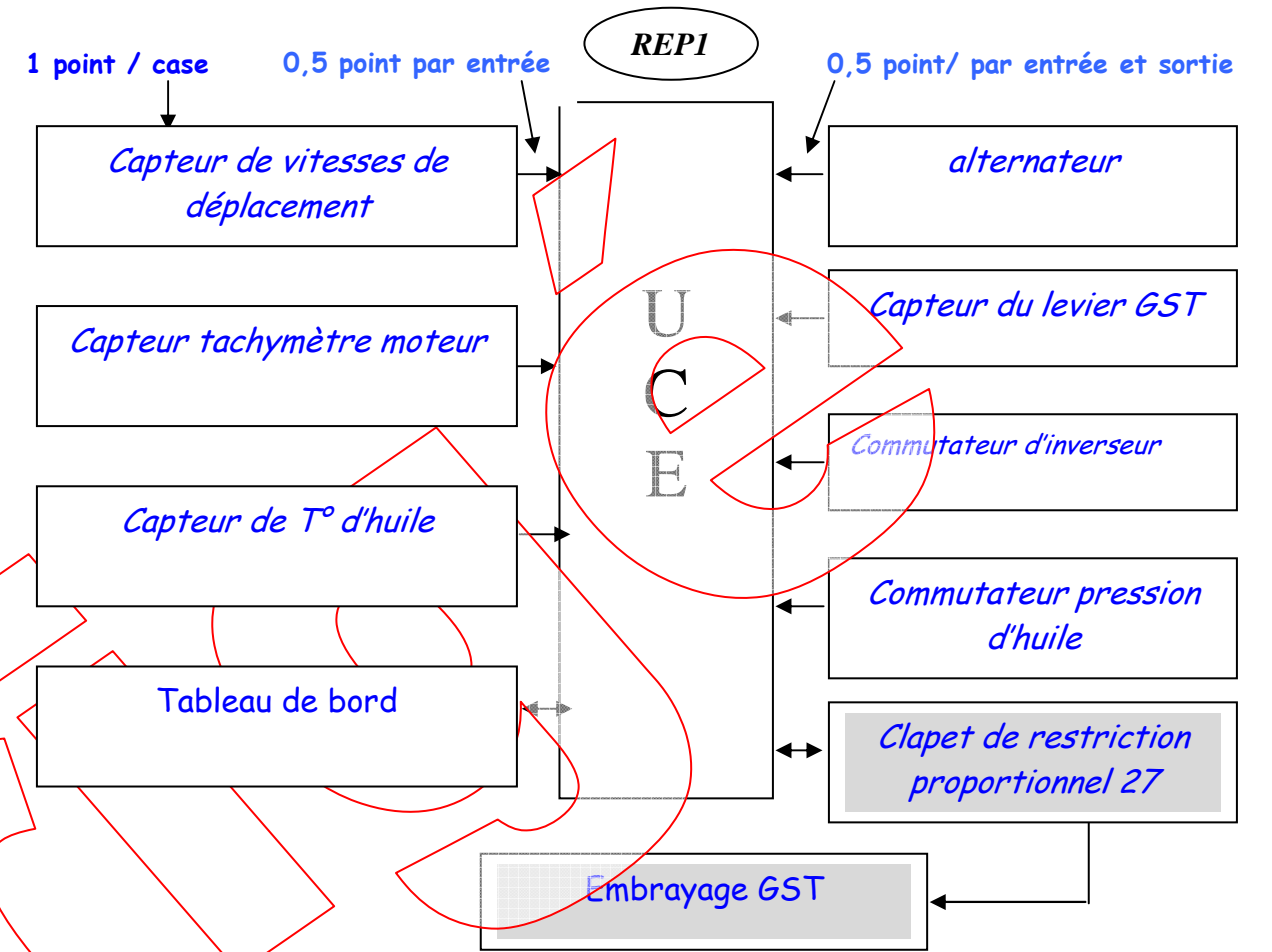 REP1
1 point / case
0,5 point par entrée
0,5 point/ par entrée et sortie
Capteur de vitesses de
déplacement
alternateur
Capteur du levier GST
Capteur tachymètre moteur
U
C
E
Commutateur d'inverseur
Capteur de T° d'huile
Commutateur pression
d'huile
Tableau de bord
Clapet de restriction
proportionnel 27
Embrayage GST